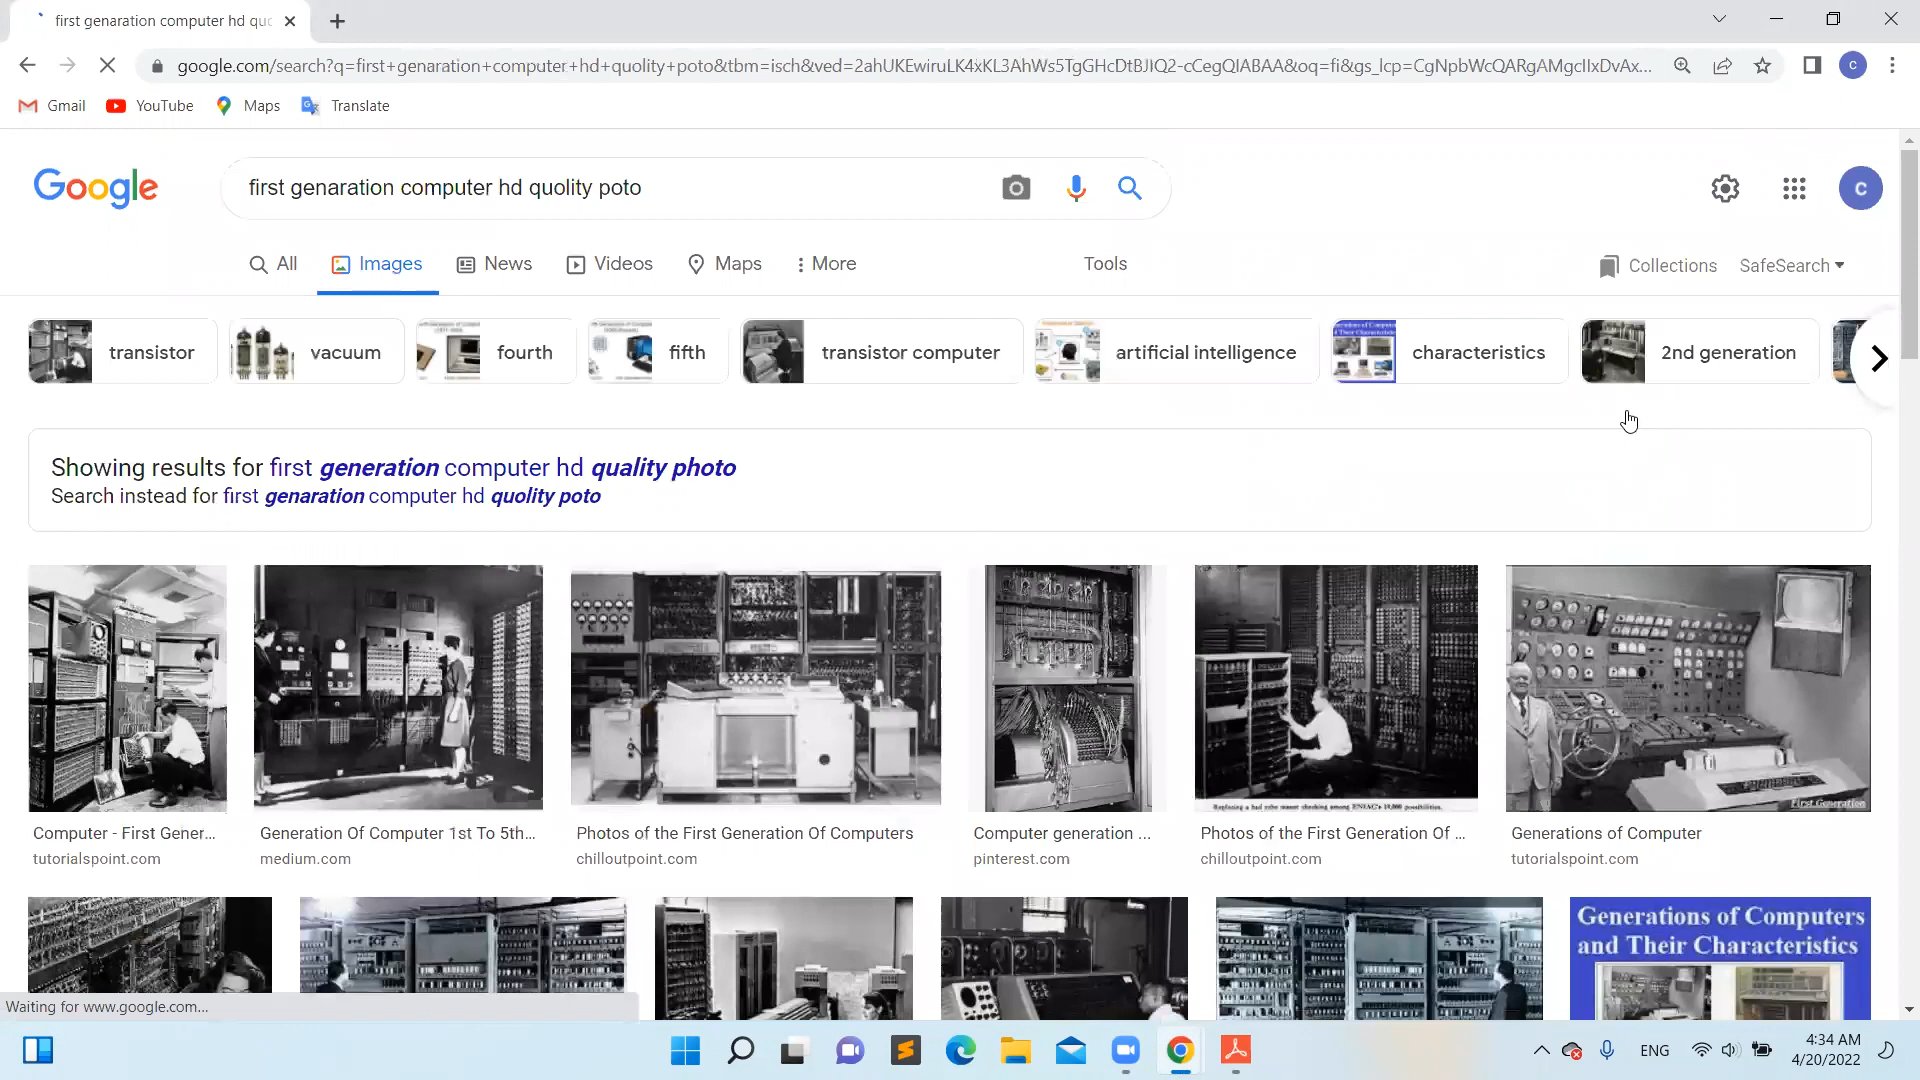 first genaration computer hd quo
google.com/search?q=first+genaration+computer+hd+quolity+poto&tbm=isch&ved=2ahUKEwiruLK4xKL3AhWs5TgGHcDtBJIQ2-cCegQIABAA&oq=fi&gs_lcp=CgNpbWcQARgAMgcIIxDvAx...
C
Gmail YouTube Maps Translate
Google
first genaration computer hd quolity poto
C
All Images News Videos Maps More Tools Collections SafeSearch
transistor vacuum fourth fifth transistor computer artificial intelligence characteristics 2nd generation
Showing results for first generation computer hd quality photo
Search instead for first genaration computer hd quolity poto
First Generation
Computer - First Gener... Generation Of Computer 1st To 5th... Photos of the First Generation Of Computers Computer generation ... Photos of the First Generation Of ... Generations of Computer
tutorialspoint.com medium.com chilloutpoint.com pinterest.com chilloutpoint.com tutorialspoint.com
Generations of Computers
and Their Characteristics
Waiting for www.google.com...
ENG
4:34 AM
4/20/2022